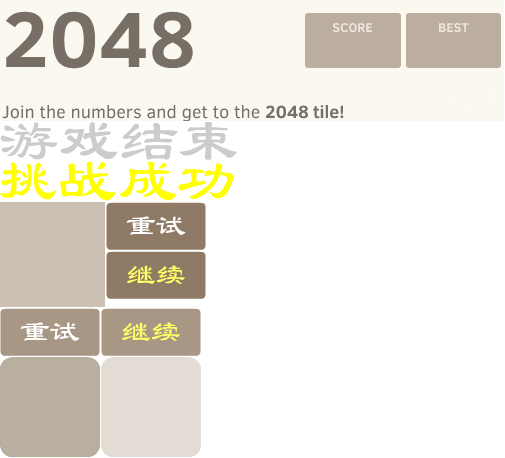 2048
SCORE BEST
Join the numbers and get to the 2048 tile!
游戏结束
挑战成功
重试
继续
重试 继续